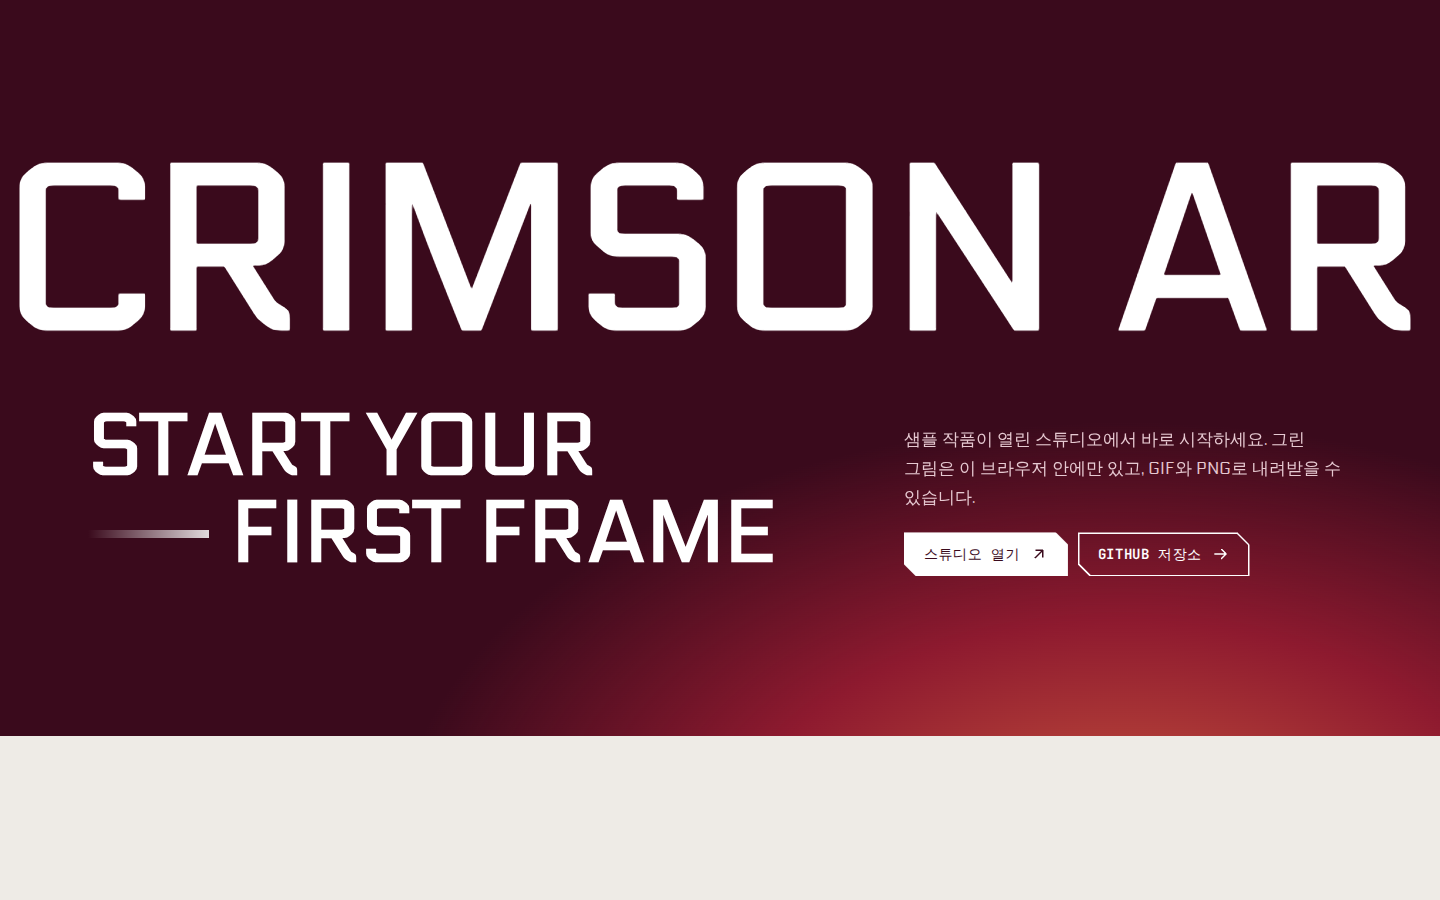 CRIMSON AR
START YOUR
FIRST FRAME
샘플 작품이 열린 스튜디오에서 바로 시작하세요. 그린
그림은 이 브라우저 안에만 있고, GIF와 PNG로 내려받을 수
있습니다.
스튜디오 열기
GITHUB 저장소